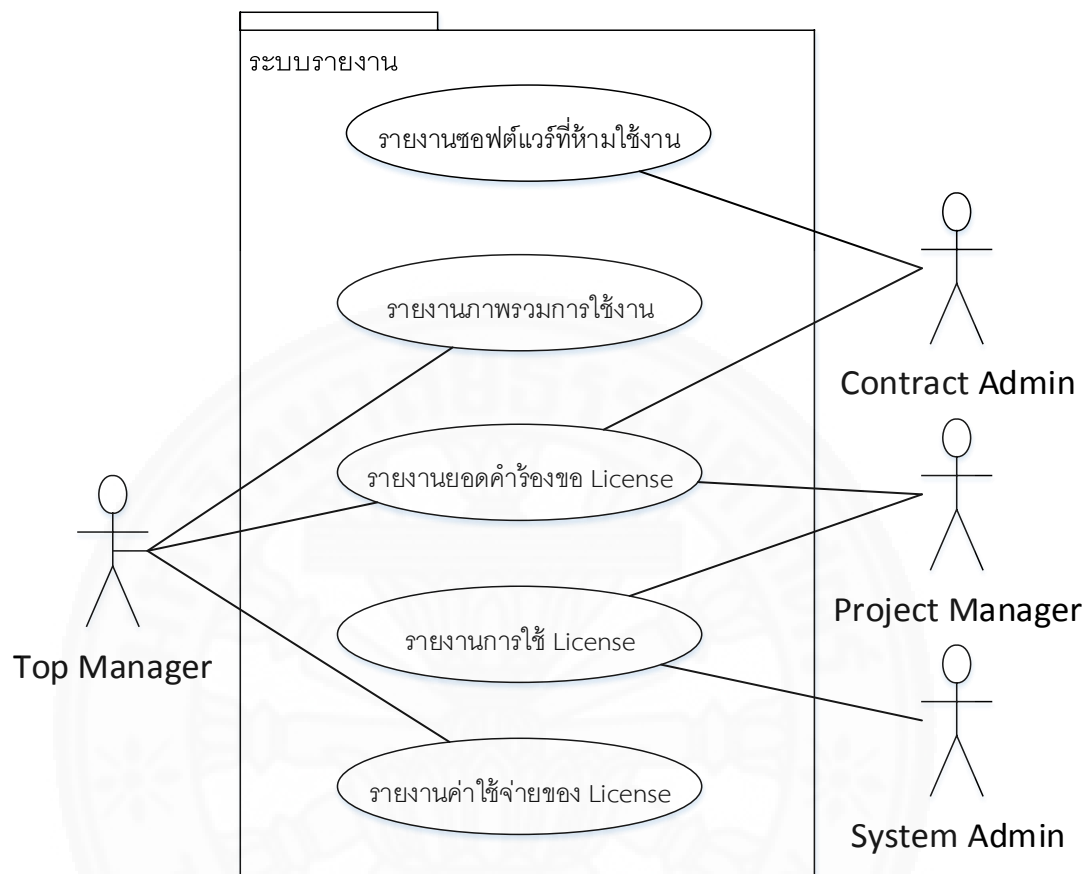 ระบบรายงาน
รายงานซอฟต์แวร์ที่ห้ามใช้งาน
รายงานภาพรวมการใช้งาน
Contract Admin
รายงานยอดคำร้องขอ License
Project Manager
รายงานการใช้ License
Top Manager
รายงานค่าใช้จ่ายของ License
System Admin